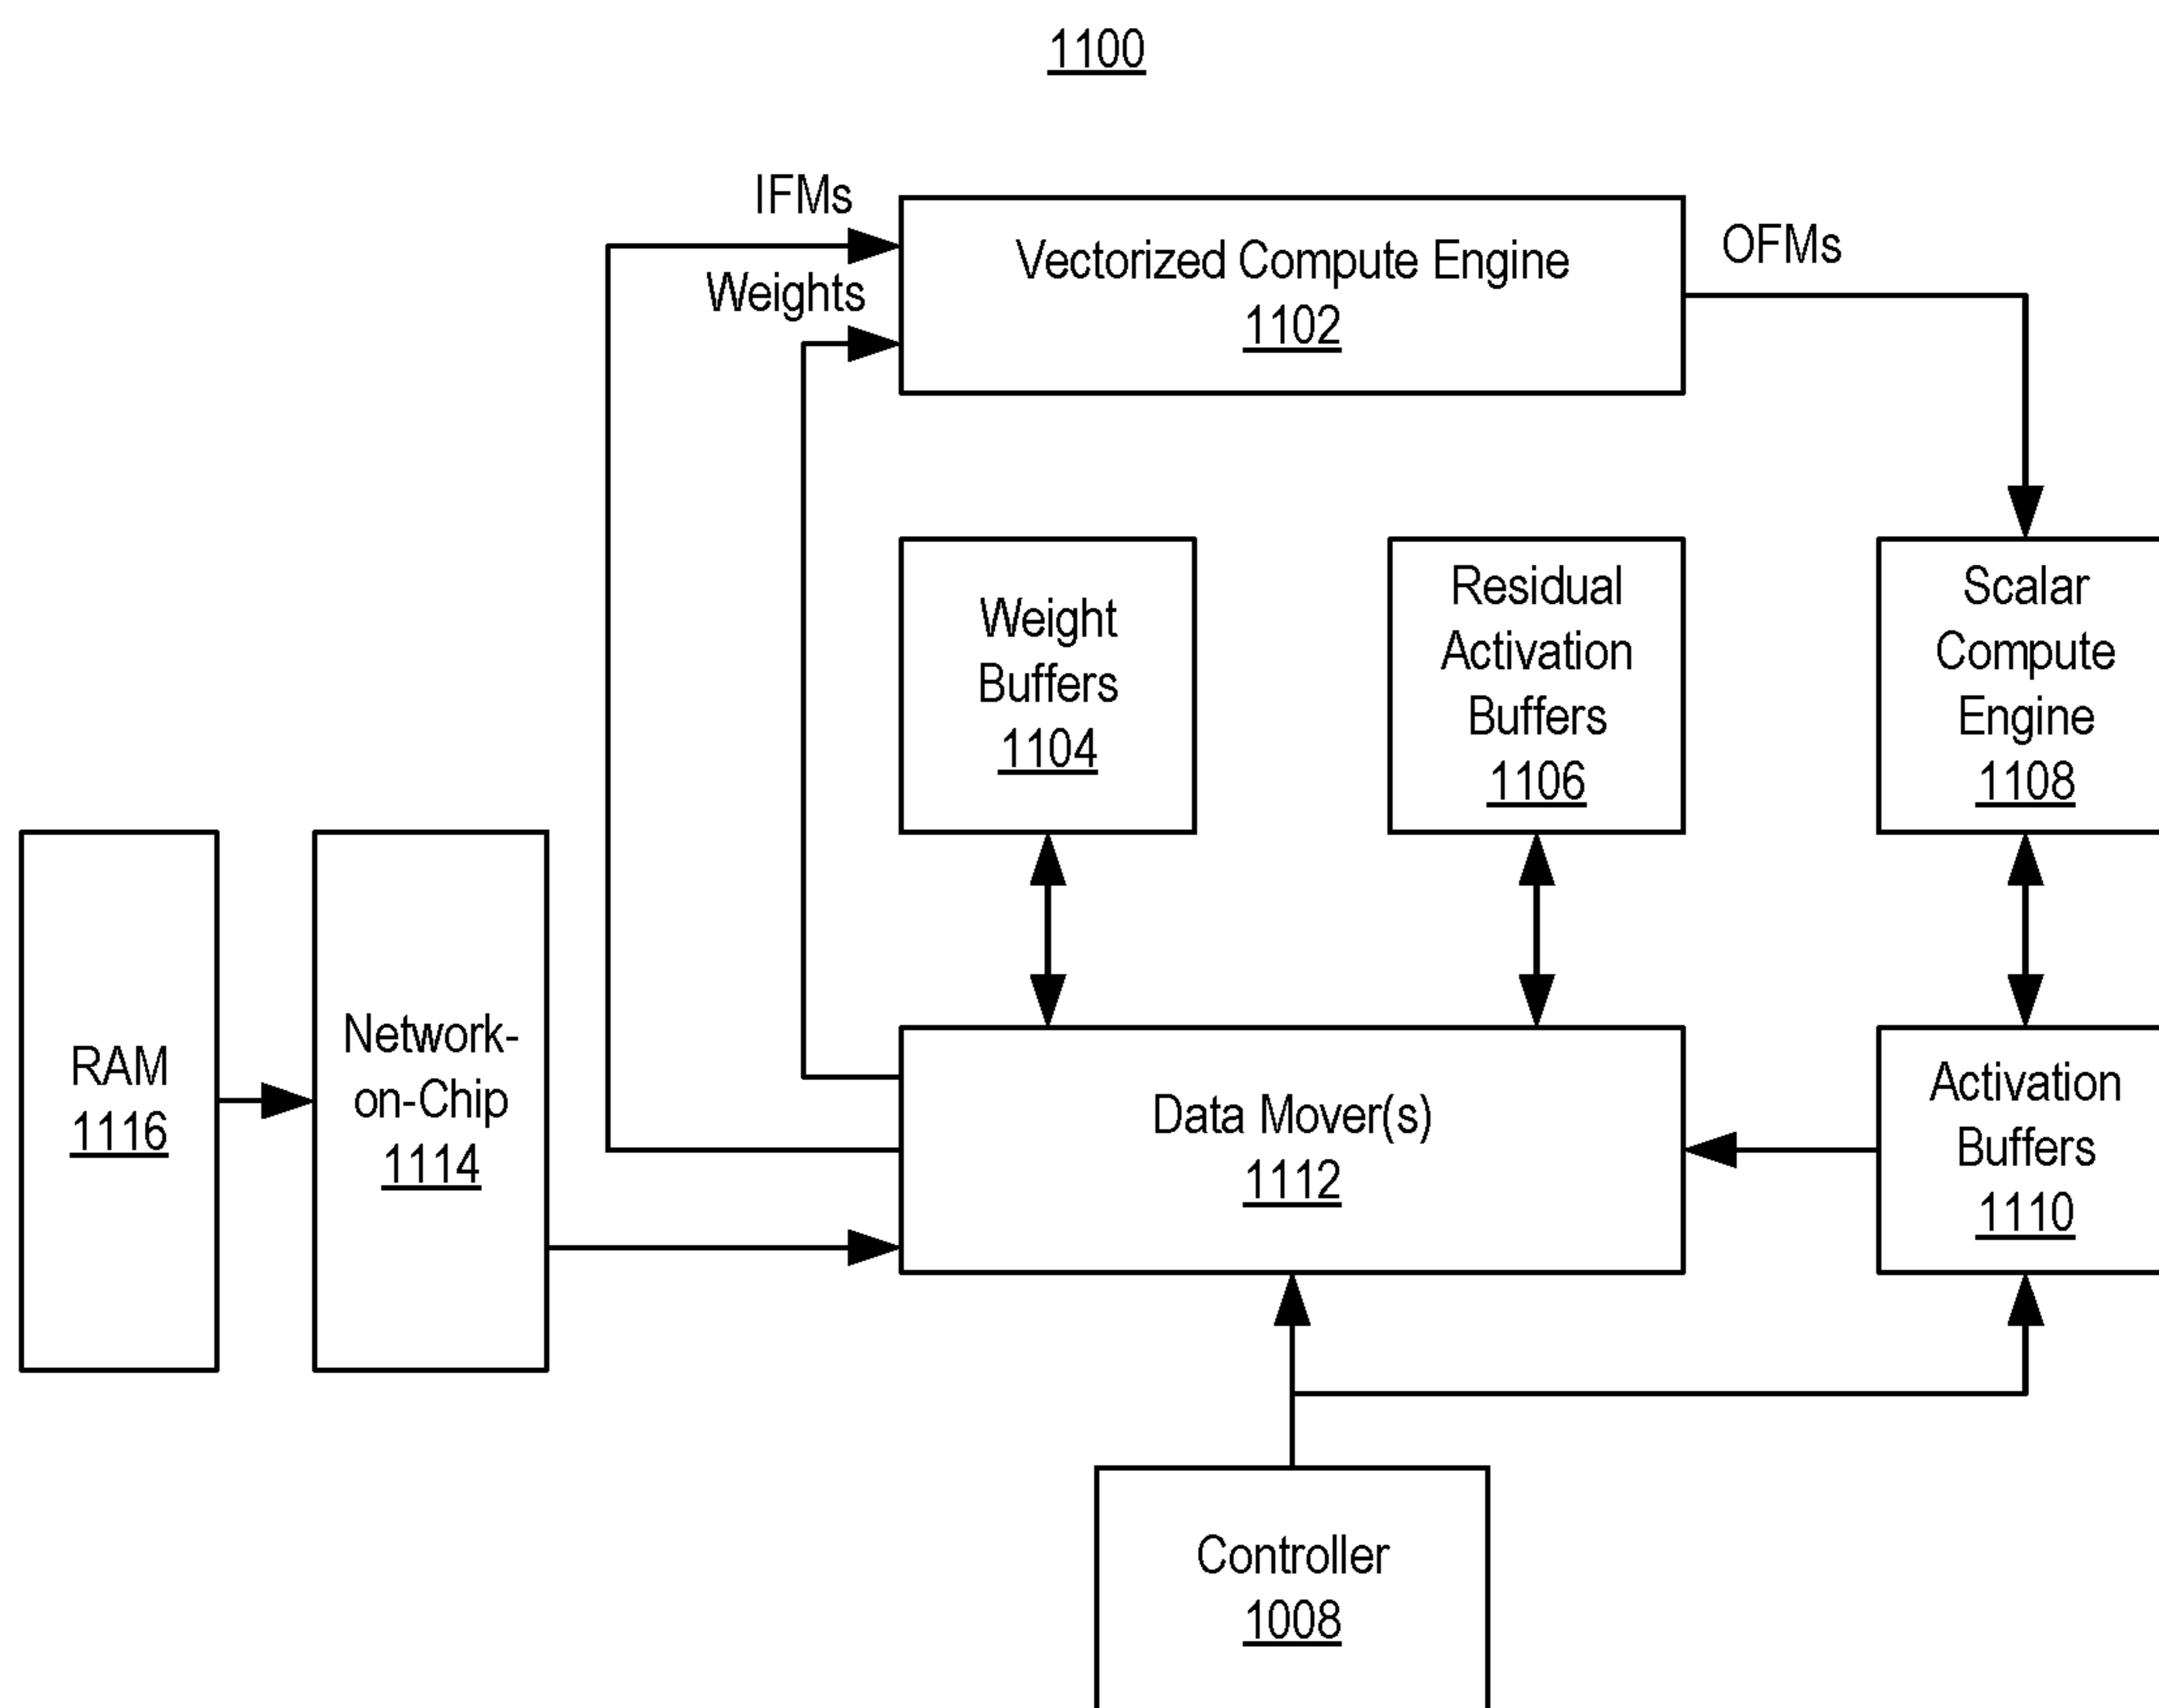 1100
IFMs
Weights
Vectorized Compute Engine
1102
OFMs
Weight
Buffers
1104
Residual
Activation
Buffers
1106
Scalar
Compute
Engine
1108
RAM
1116
Network-
on-Chip
1114
Data Mover(s)
1112
Activation
Buffers
1110
Controller
1008